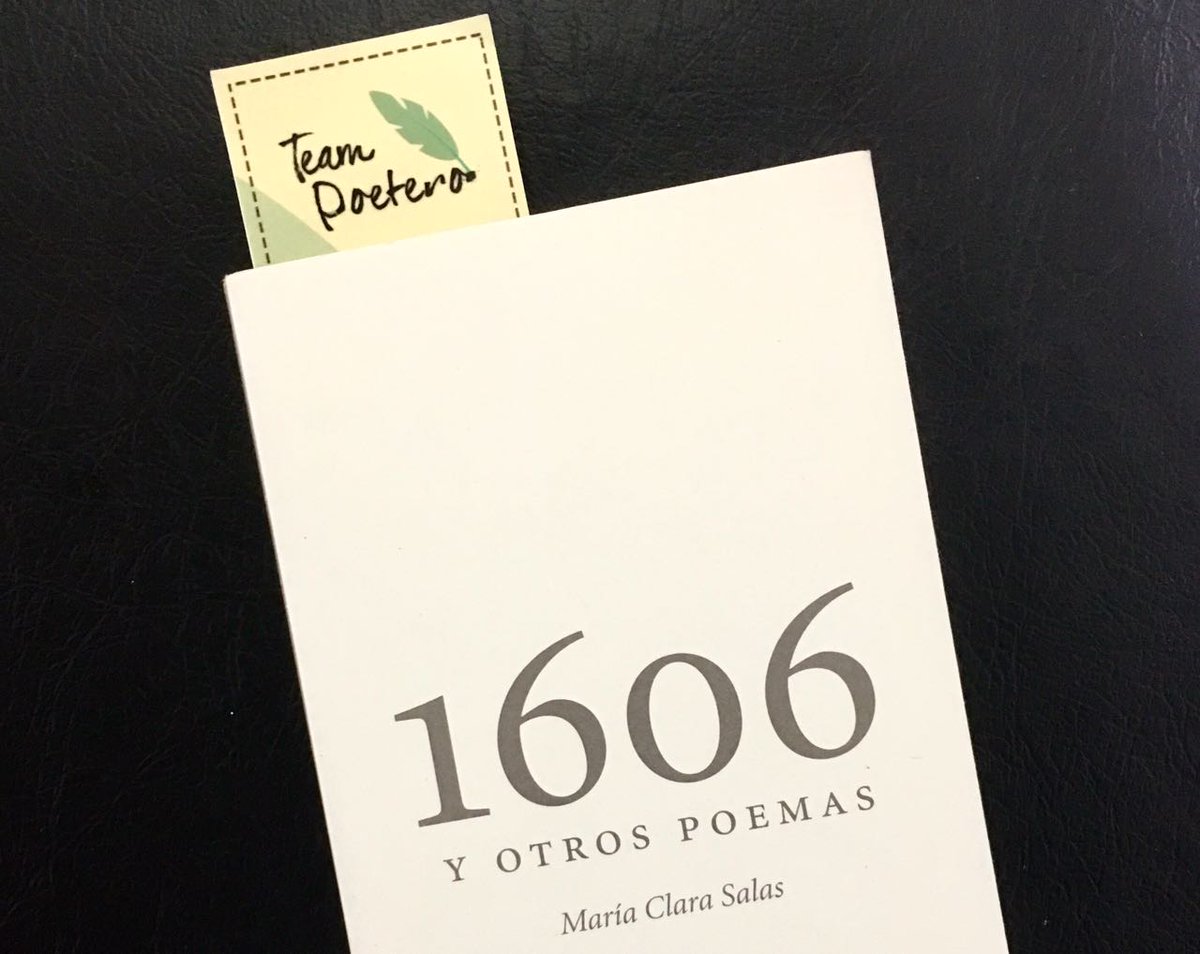 Team
Poetero
1606
Y OTROS POEMAS
María Clara Salas